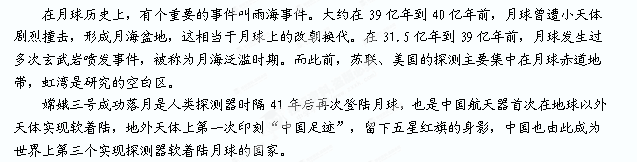 在月球历史上，有个重要的事件叫雨海事件。大约在 39 亿年到 40 亿年前，月球曾遭小天体
剧烈撞击，形成月海盆地，这相当于月球上的改朝换代。在 31.5 亿年到 39 亿年前，月球发生过
多次玄武岩喷发事件，被称为月海泛滥时期。而此前，苏联、美国的探测主要集中在月球赤道地
带，虹湾是研究的空白区。
嫦娥三号成功落月是人类探测器时隔 41 年后再次登陆月球，也是中国航天器首次在地球以外
天体实现软着陆，地外天体上第一次印刻“中国足迹”，留下五星红旗的身影，中国也由此成为
世界上第三个实现探测器软着陆月球的国家。